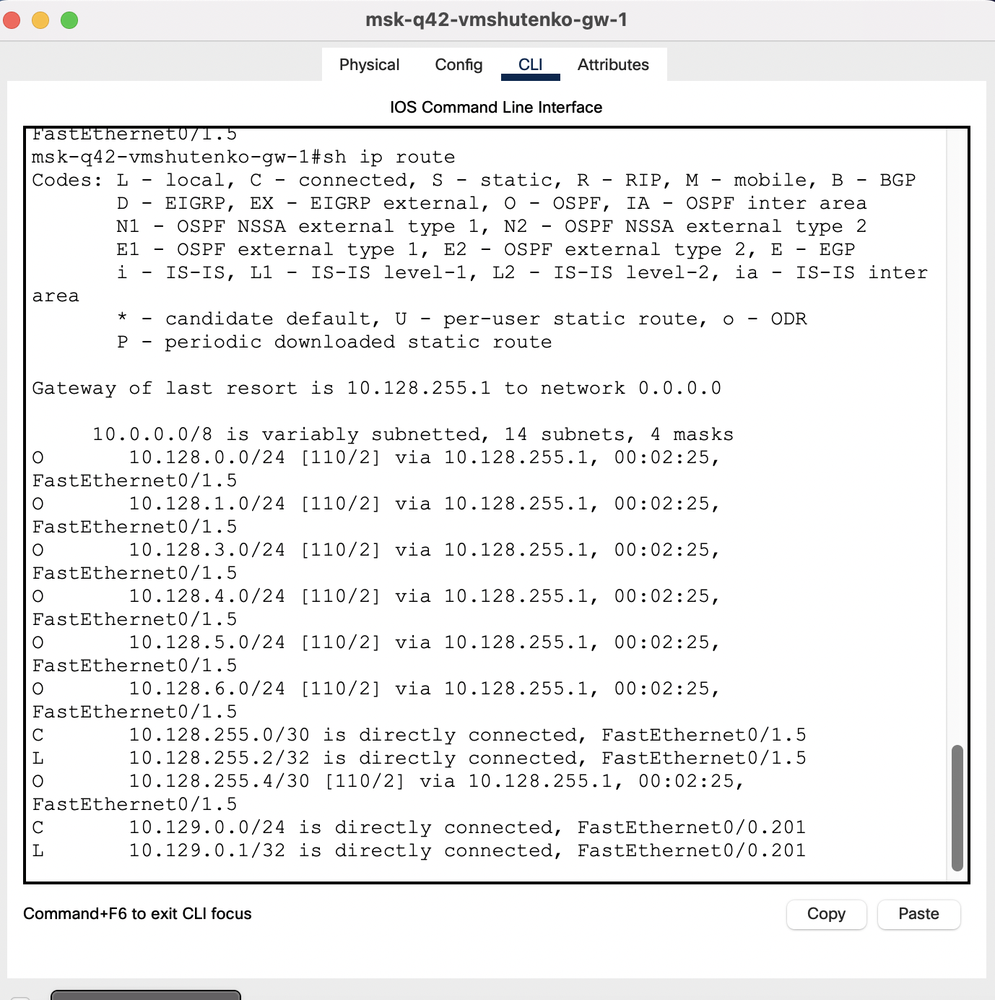 msk-q42-vmshutenko-gw-1
Physical Config CLI Attributes
IOS Command Line Interface
FastEthernet0/1.5
msk-q42-vmshutenko-gw-1#sh ip route
Codes: L - local, C - connected, S - static, R - RIP, M - mobile, B - BGP
       D - EIGRP, EX - EIGRP external, O - OSPF, IA - OSPF inter area
       N1 - OSPF NSSA external type 1, N2 - OSPF NSSA external type 2
       E1 - OSPF external type 1, E2 - OSPF external type 2, E - EGP
       i - IS-IS, L1 - IS-IS level-1, L2 - IS-IS level-2, ia - IS-IS inter
area
       * - candidate default, U - per-user static route, o - ODR
       P - periodic downloaded static route
Gateway of last resort is 10.128.255.1 to network 0.0.0.0
     10.0.0.0/8 is variably subnetted, 14 subnets, 4 masks
O       10.128.0.0/24 [110/2] via 10.128.255.1, 00:02:25,
FastEthernet0/1.5
O       10.128.1.0/24 [110/2] via 10.128.255.1, 00:02:25,
FastEthernet0/1.5
O       10.128.3.0/24 [110/2] via 10.128.255.1, 00:02:25,
FastEthernet0/1.5
O       10.128.4.0/24 [110/2] via 10.128.255.1, 00:02:25,
FastEthernet0/1.5
O       10.128.5.0/24 [110/2] via 10.128.255.1, 00:02:25,
FastEthernet0/1.5
O       10.128.6.0/24 [110/2] via 10.128.255.1, 00:02:25,
FastEthernet0/1.5
C       10.128.255.0/30 is directly connected, FastEthernet0/1.5
L       10.128.255.2/32 is directly connected, FastEthernet0/1.5
O       10.128.255.4/30 [110/2] via 10.128.255.1, 00:02:25,
FastEthernet0/1.5
C       10.129.0.0/24 is directly connected, FastEthernet0/0.201
L       10.129.0.1/32 is directly connected, FastEthernet0/0.201
Command+F6 to exit CLI focus
Copy Paste